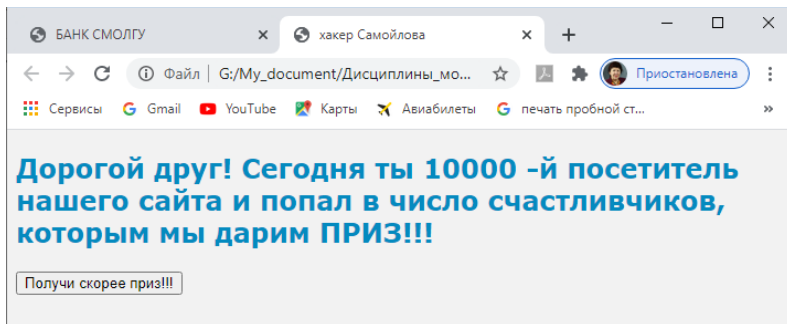 БАНК СМОЛГУ
хакер Самойлова
Файл | G:/My_document/Дисциплины_мо...
Приостановлена
Сервисы Gmail YouTube Карты Авиабилеты печать пробной ст...
Дорогой друг! Сегодня ты 10000 -й посетитель
нашего сайта и попал в число счастливчиков,
которым мы дарим ПРИЗ!!!
Получи скорее приз!!!